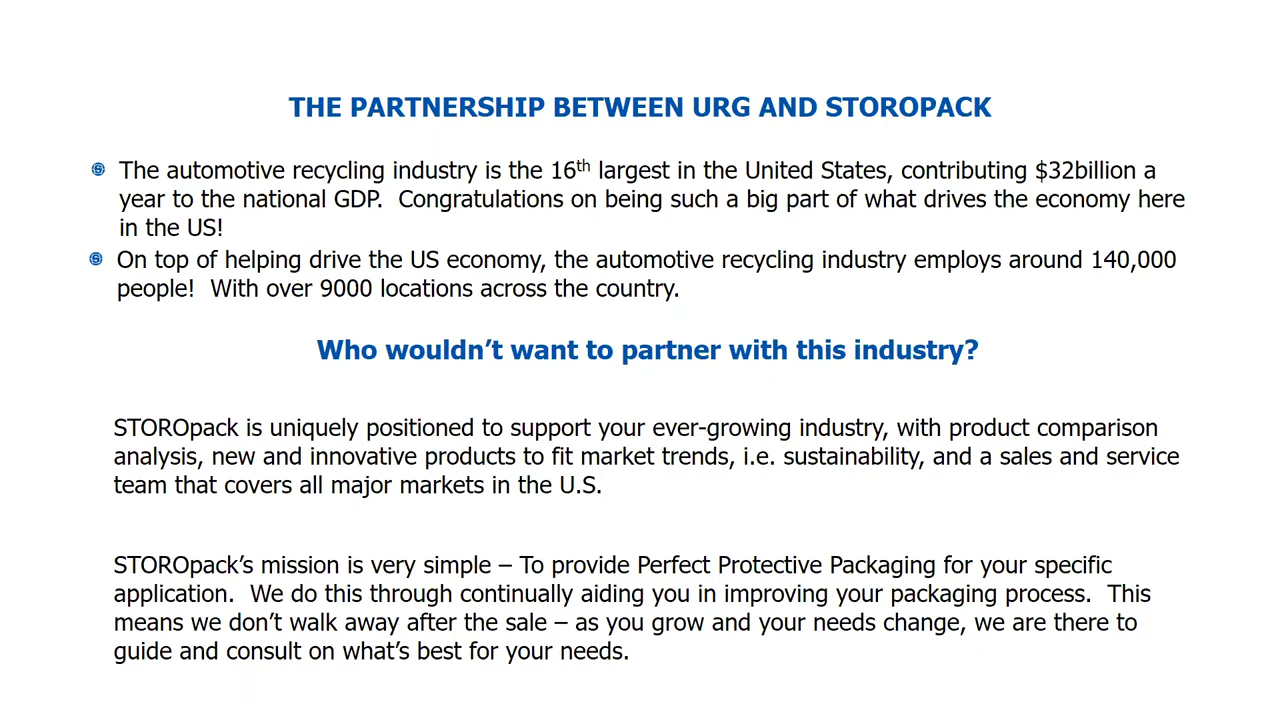 THE PARTNERSHIP BETWEEN URG AND STOROPACK
The automotive recycling industry is the 16th largest in the United States, contributing $32billion a
year to the national GDP.  Congratulations on being such a big part of what drives the economy here
in the US!
On top of helping drive the US economy, the automotive recycling industry employs around 140,000
people!  With over 9000 locations across the country.
Who wouldn’t want to partner with this industry?
STOROpack is uniquely positioned to support your ever-growing industry, with product comparison
analysis, new and innovative products to fit market trends, i.e. sustainability, and a sales and service
team that covers all major markets in the U.S.
STOROpack’s mission is very simple – To provide Perfect Protective Packaging for your specific
application.  We do this through continually aiding you in improving your packaging process.  This
means we don’t walk away after the sale – as you grow and your needs change, we are there to
guide and consult on what’s best for your needs.